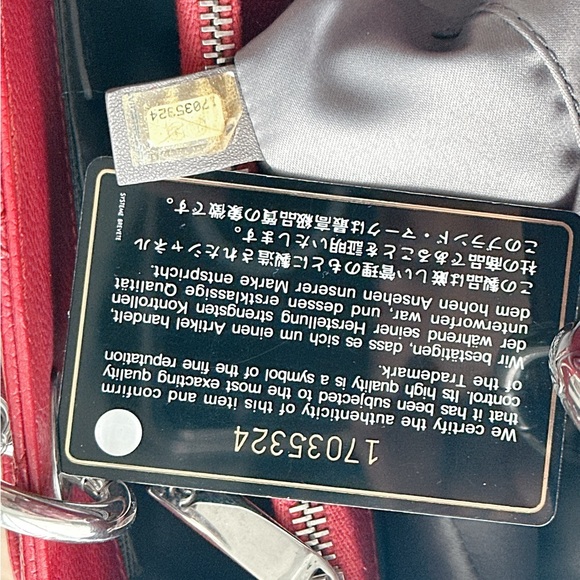 17035324
17035324
We certify the authenticity of this item and confirm
that it has been subjected to the most exacting quality
control. Its high quality is a symbol of the fine reputation
of the Trademark.
Wir bestätigen, dass es sich um einen Artikel handelt,
der während seiner Herstellung strengsten Kontrollen
unterworfen war, und dessen erstklassige Qualität
dem hohen Ansehen unserer Marke entspricht.
この製品は厳しい管理のもとに製造されたシャネル
社の商品であることを証明いたします。
このブランド・マークは最高級品質の象徴です。
SYSTEME BREVETE